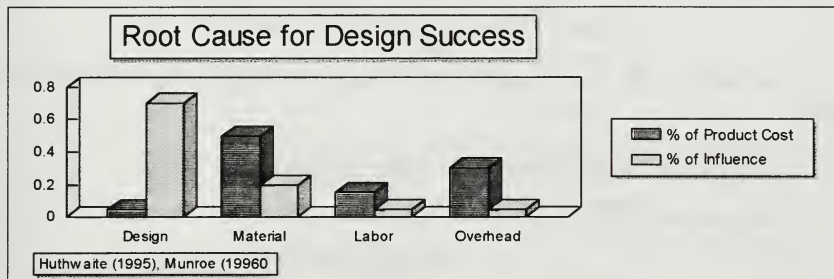 Root Cause for Design Success
0.8
0.6
0.4
0.2
0
Design Material Labor Overhead
% of Product Cost
% of Influence
Huthwaite (1995), Munroe (19960